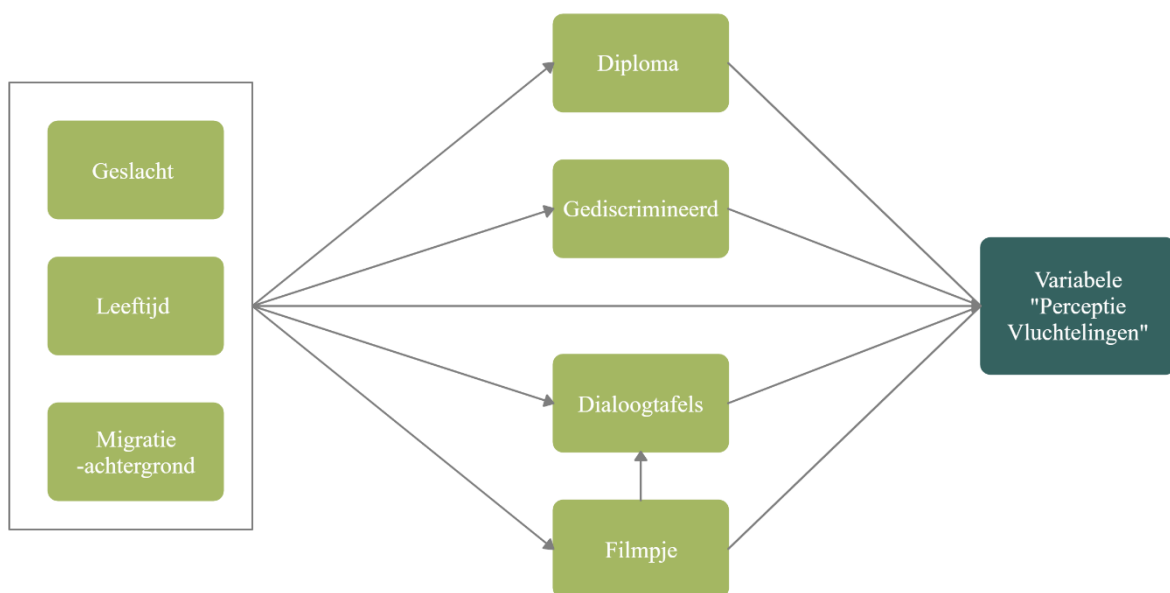 Geslacht
Leeftijd
Migratie
-achtergrond
Diploma
Gediscrimineerd
Dialoogtafels
Filmpje
Variabele
"Perceptie
Vluchtelingen"